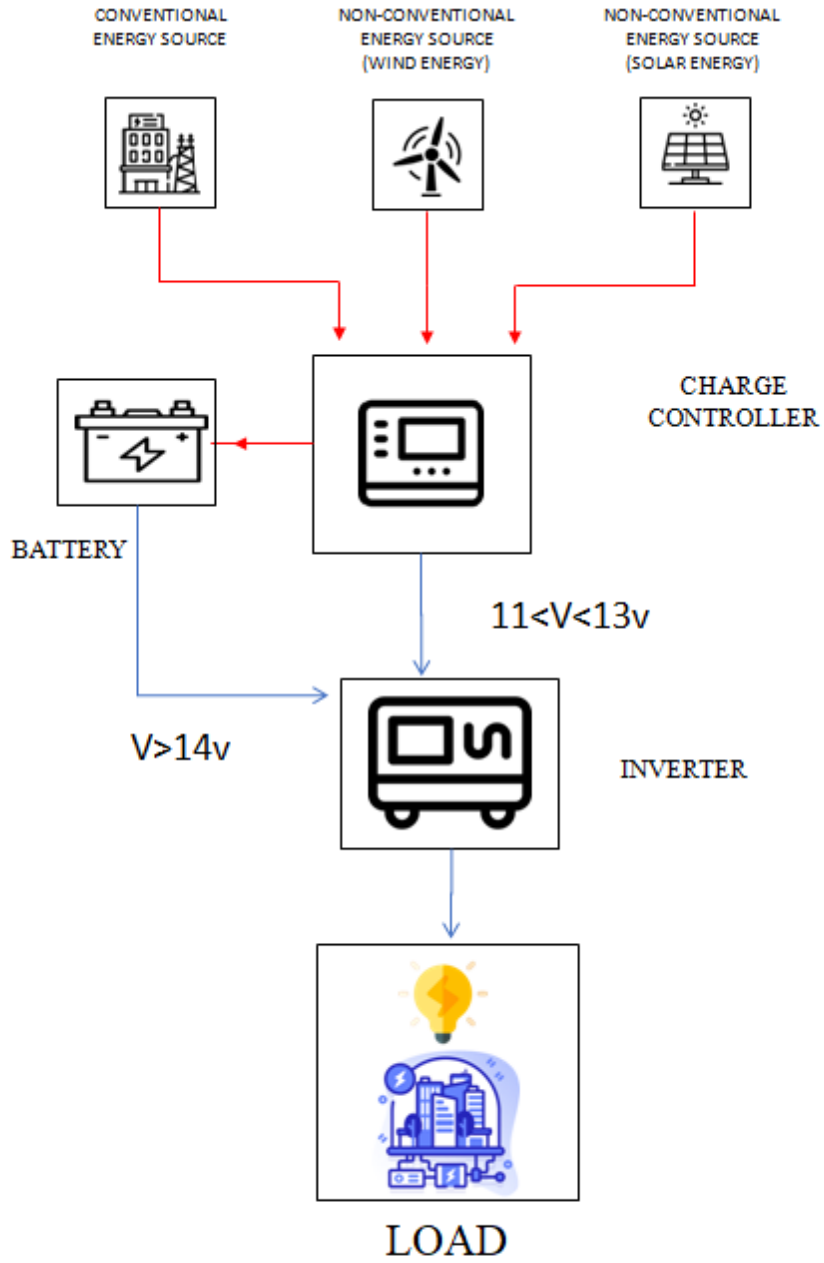 CONVENTIONAL
ENERGY SOURCE
NON-CONVENTIONAL
ENERGY SOURCE
(WIND ENERGY)
NON-CONVENTIONAL
ENERGY SOURCE
(SOLAR ENERGY)
CHARGE
CONTROLLER
BATTERY
11<V<13v
V>14v
INVERTER
LOAD